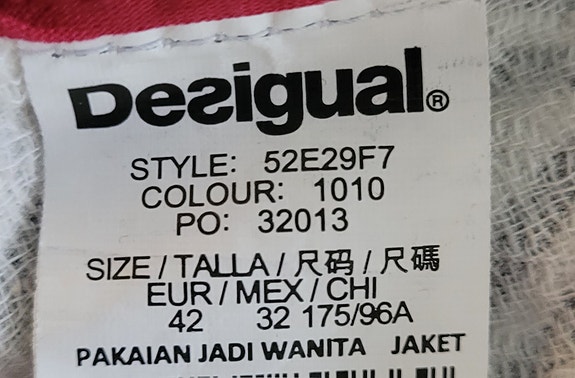 Desigual®
STYLE: 52E29F7
COLOUR: 1010
PO: 32013
SIZE / TALLA / 尺码 / 尺碼
EUR / MEX / CHI
42 32 175/96A
PAKAIAN JADI WANITA JAKET